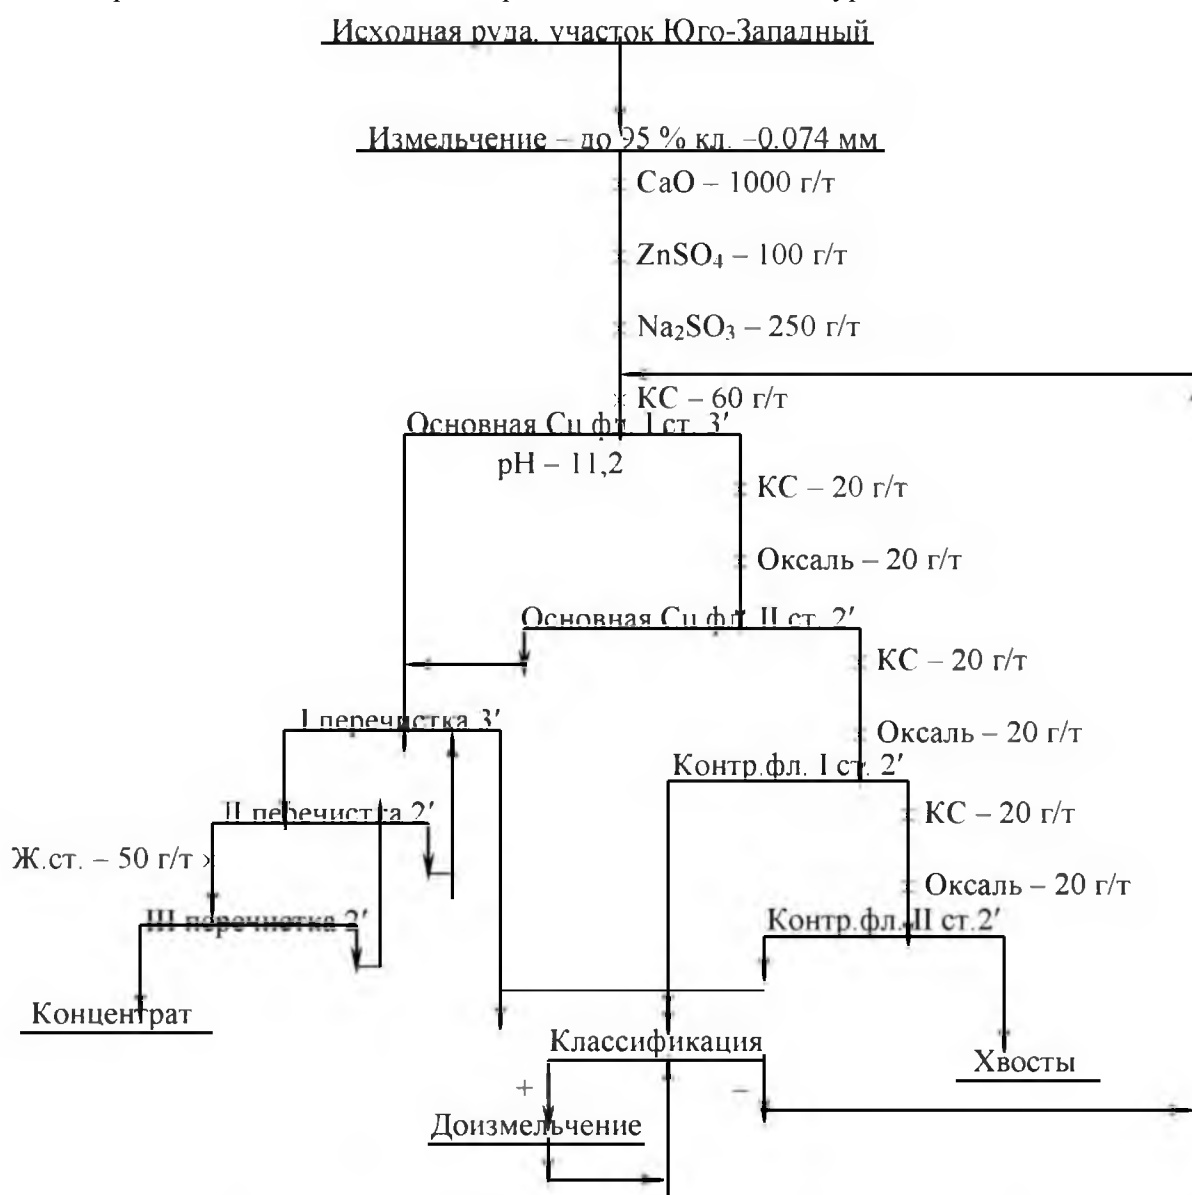 Исходная руда, участок Юго-Западный
Измельчение – до 95 % кл. –0.074 мм
CaO – 1000 г/т
ZnSO₄ – 100 г/т
Na₂SO₃ – 250 г/т
КС – 60 г/т
Основная Cu фл. I ст. 3′
pH – 11,2
КС – 20 г/т
Оксаль – 20 г/т
Основная Cu фл. II ст. 2′
КС – 20 г/т
Оксаль – 20 г/т
I перечистка 3′
Контр.фл. I ст. 2′
II перечистка 2′
КС – 20 г/т
Ж.ст. – 50 г/т
Оксаль – 20 г/т
III перечистка 2′
Контр.фл. II ст.2′
Концентрат
Классификация
Хвосты
+
–
Доизмельчение